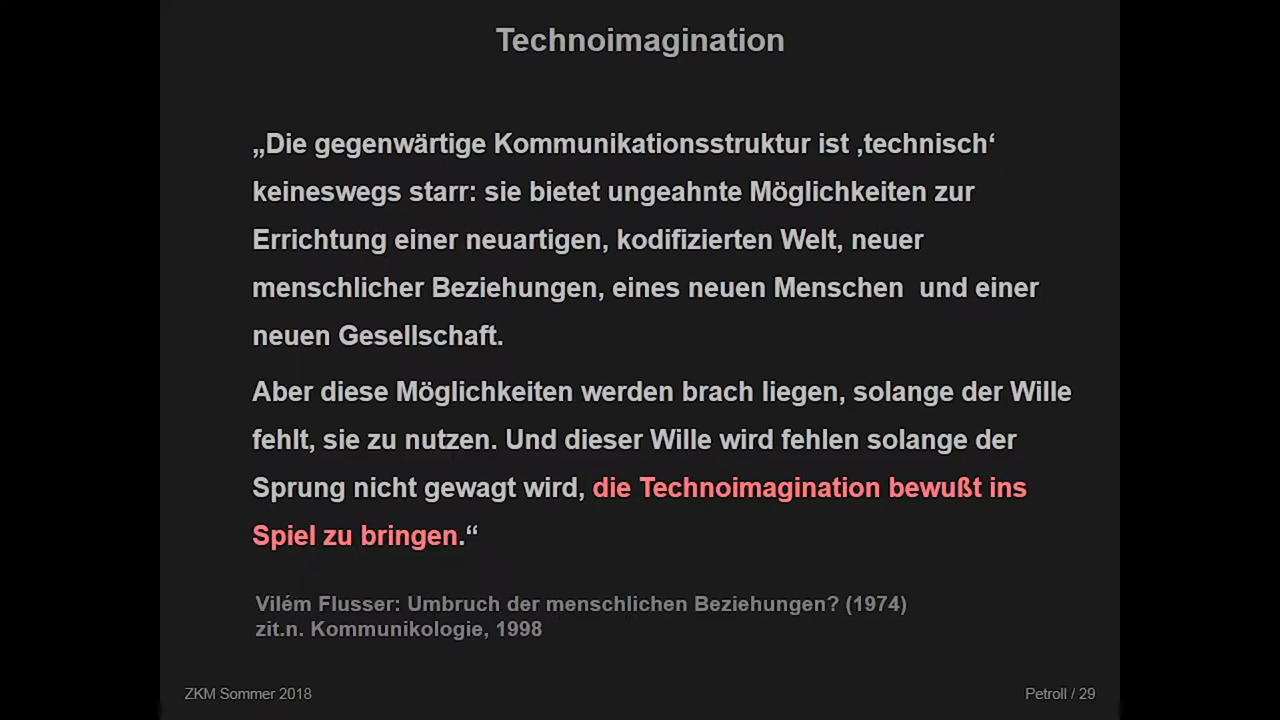 Technoimagination
„Die gegenwärtige Kommunikationsstruktur ist ‚technisch‘
keineswegs starr: sie bietet ungeahnte Möglichkeiten zur
Errichtung einer neuartigen, kodifizierten Welt, neuer
menschlicher Beziehungen, eines neuen Menschen  und einer
neuen Gesellschaft.
Aber diese Möglichkeiten werden brach liegen, solange der Wille
fehlt, sie zu nutzen. Und dieser Wille wird fehlen solange der
Sprung nicht gewagt wird, die Technoimagination bewußt ins
Spiel zu bringen.“
Vilém Flusser: Umbruch der menschlichen Beziehungen? (1974)
zit.n. Kommunikologie, 1998
ZKM Sommer 2018
Petroll / 29